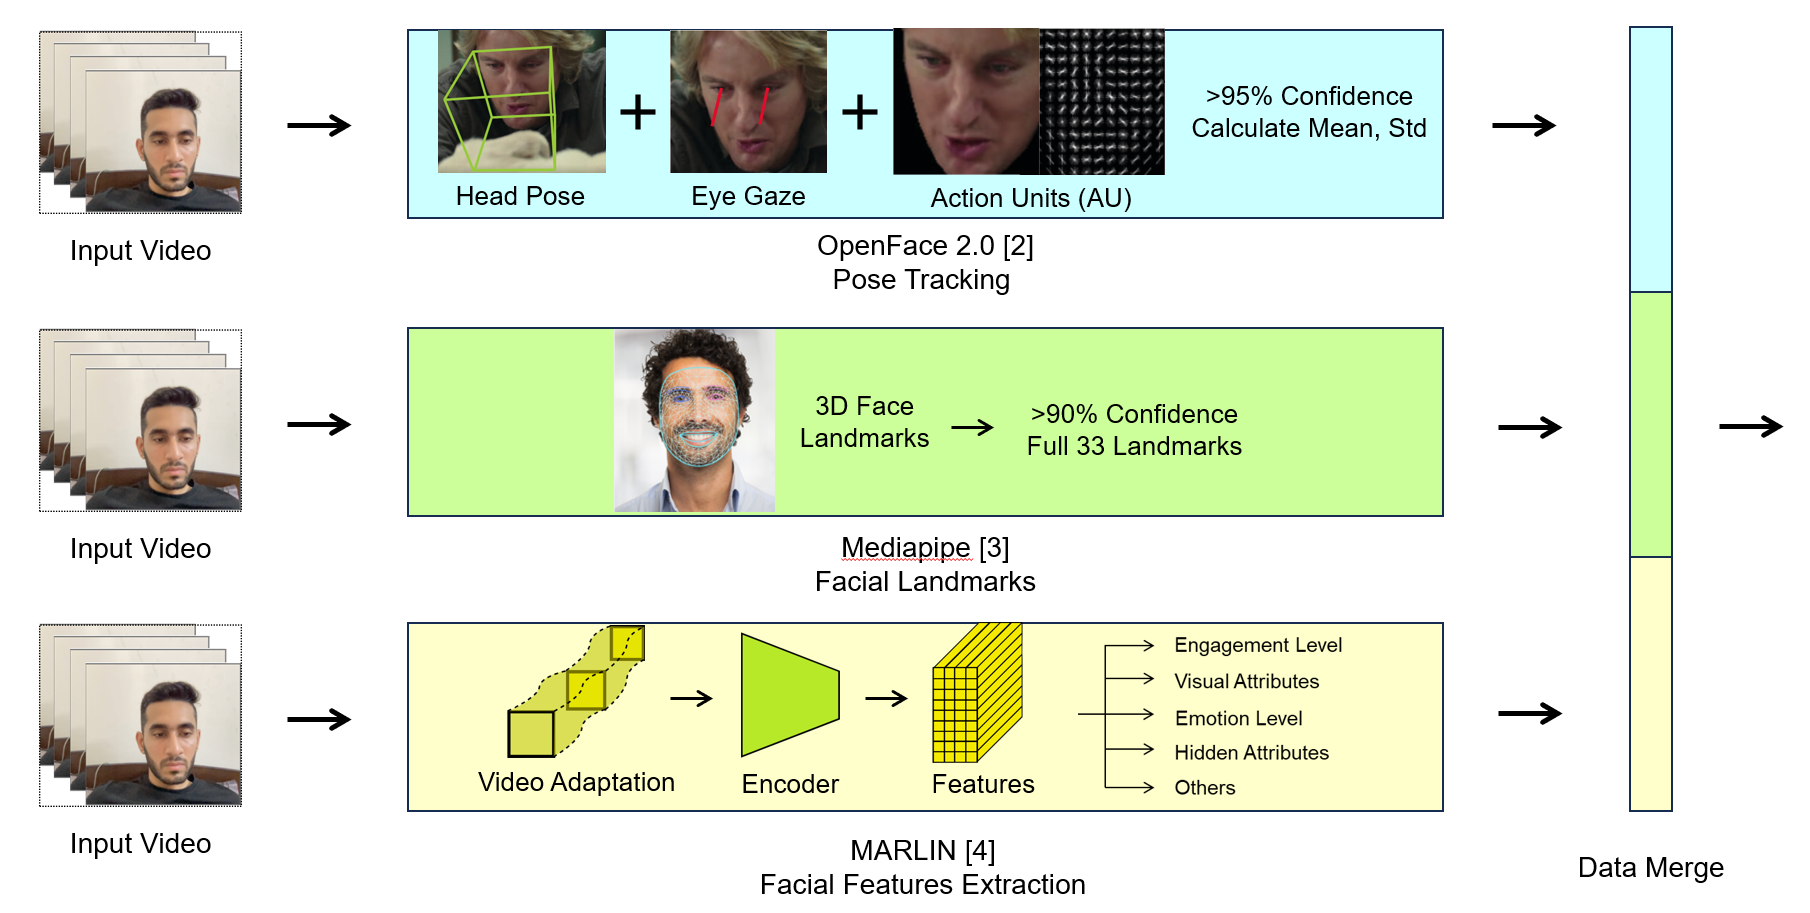 Input Video
Head Pose
Eye Gaze
Action Units (AU)
>95% Confidence
Calculate Mean, Std
OpenFace 2.0 [2]
Pose Tracking
Input Video
3D Face
Landmarks
>90% Confidence
Full 33 Landmarks
Mediapipe [3]
Facial Landmarks
Input Video
Video Adaptation
Encoder
Features
Engagement Level
Visual Attributes
Emotion Level
Hidden Attributes
Others
MARLIN [4]
Facial Features Extraction
Data Merge